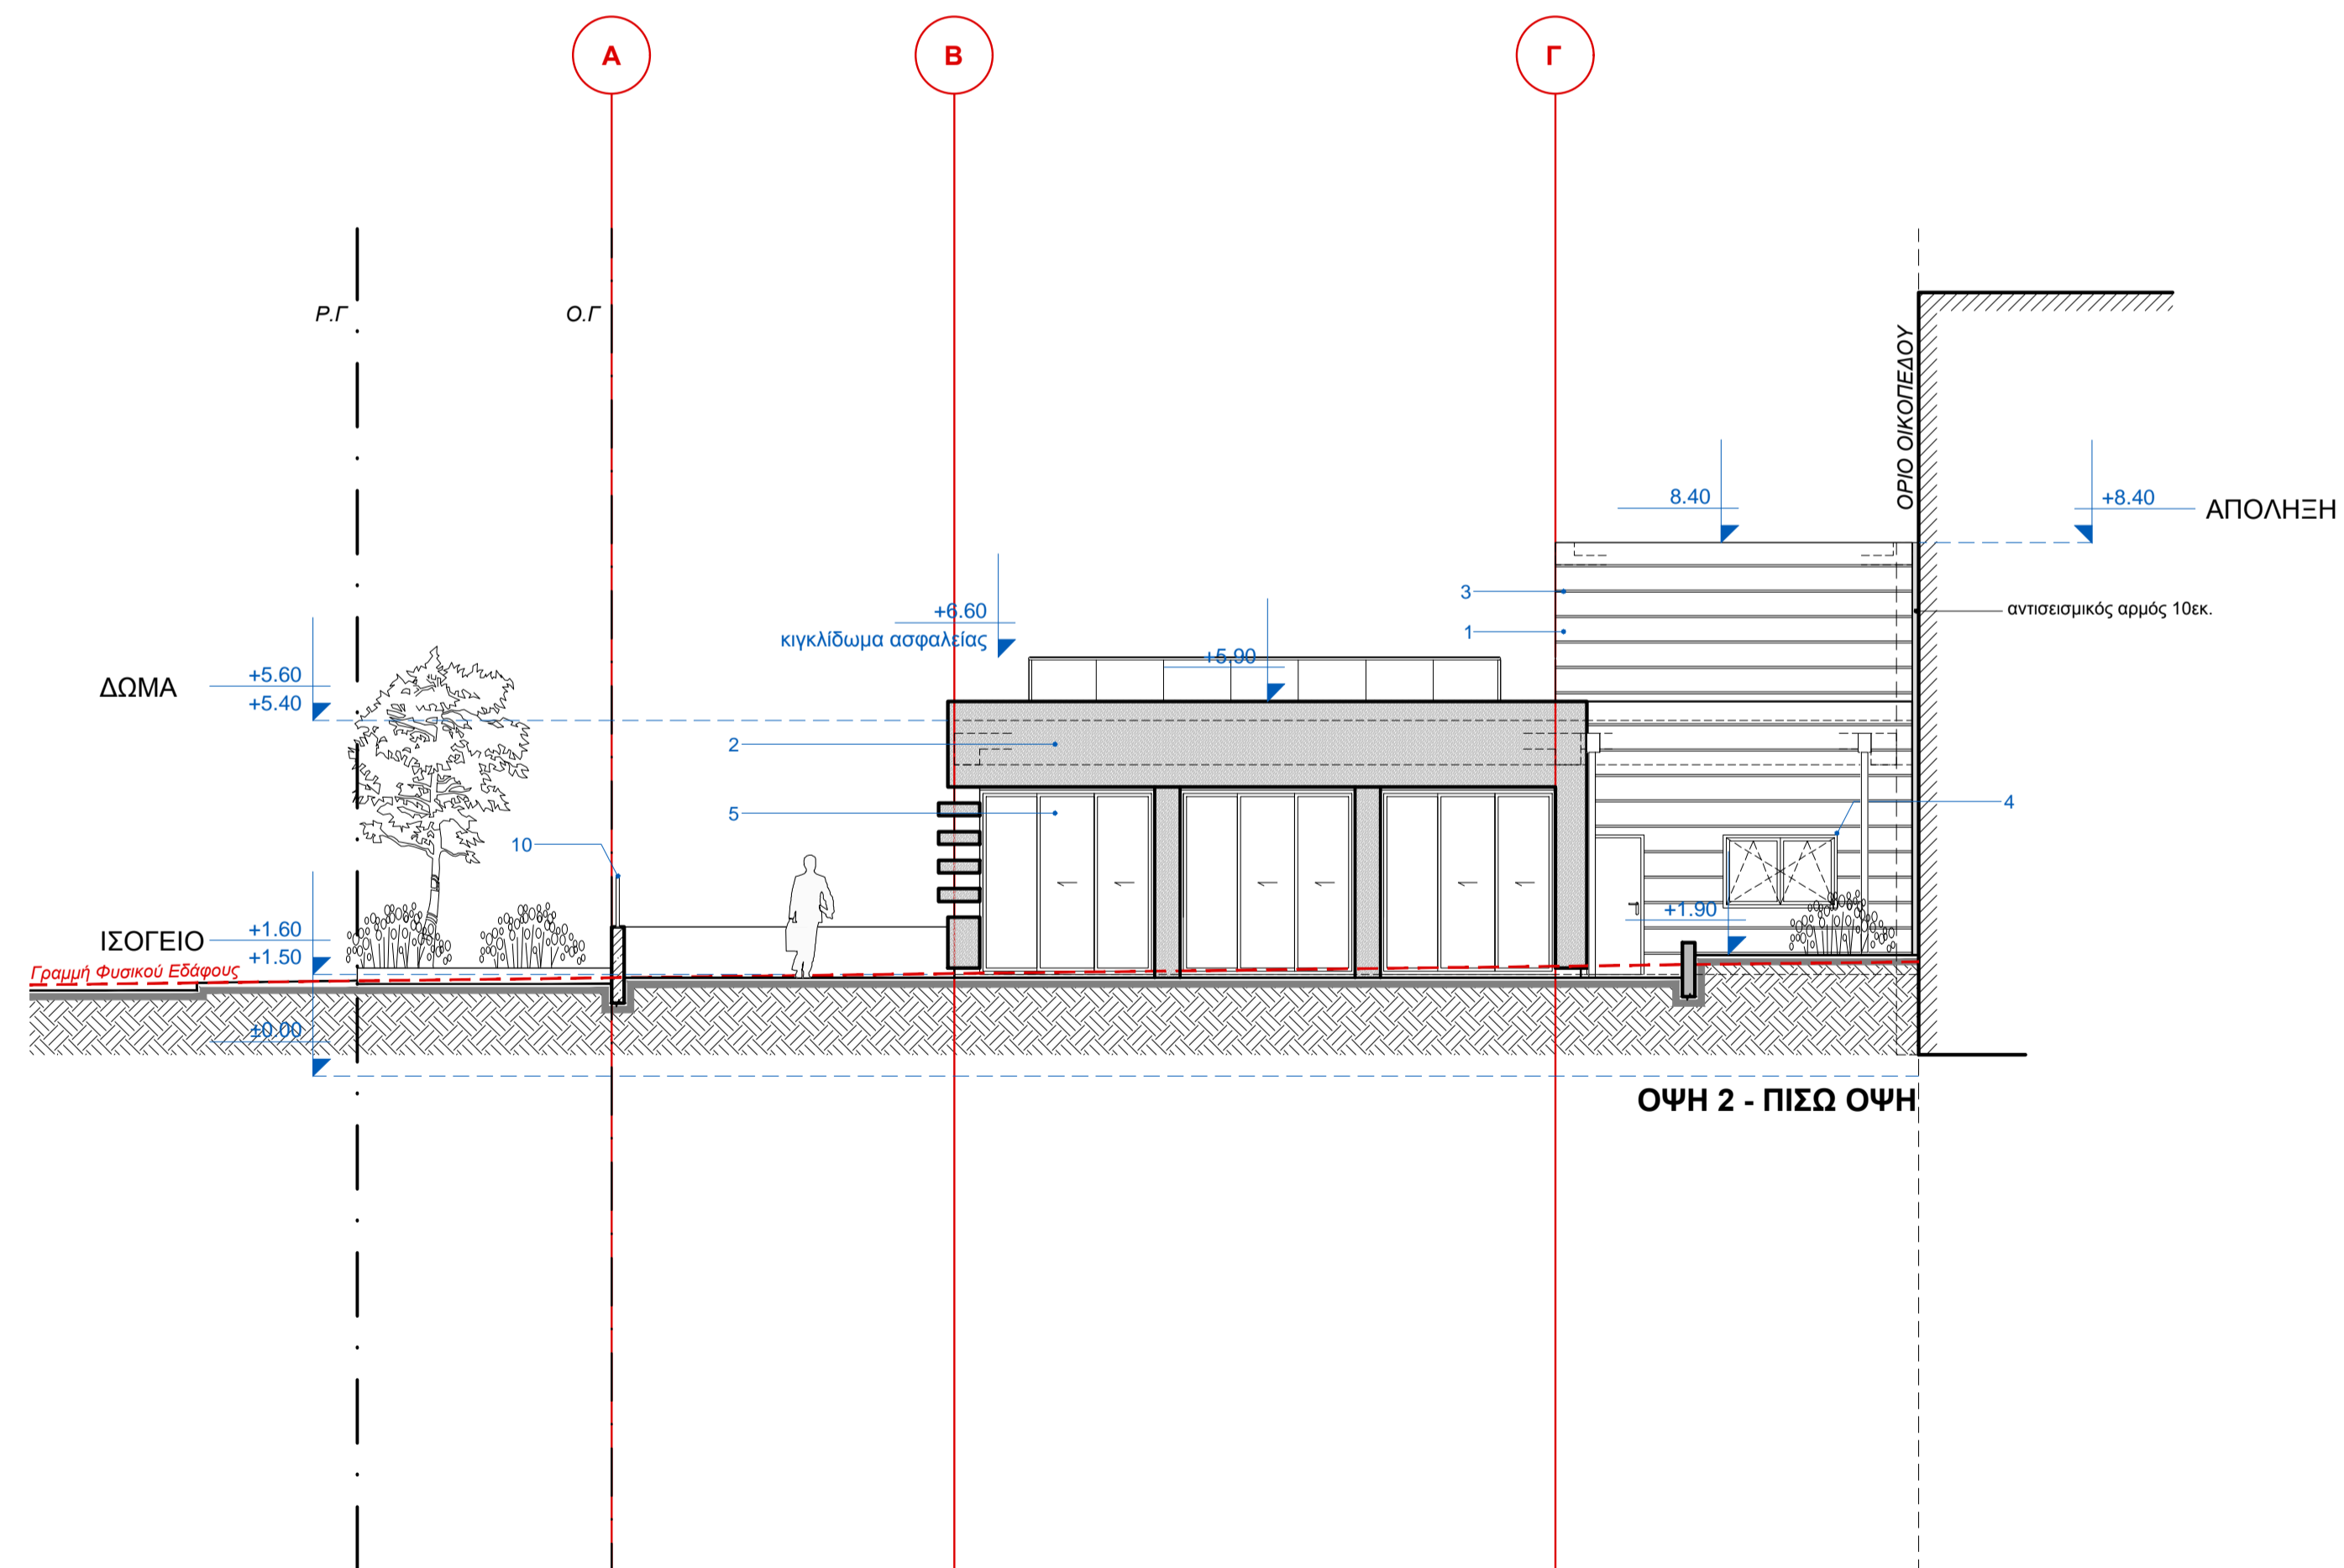 Α
Β
Γ
Ρ.Γ
Ο.Γ
ΟΡΙΟ ΟΙΚΟΠΕΔΟΥ
8.40
+8.40
ΑΠΟΛΗΞΗ
3
αντισεισμικός αρμός 10εκ.
+6.60
κιγκλίδωμα ασφαλείας
1
+5.90
ΔΩΜΑ
+5.60
+5.40
2
5
4
10
+1.90
ΙΣΟΓΕΙΟ
+1.60
+1.50
Γραμμή Φυσικού Εδάφους
±0.00
ΟΨΗ 2 - ΠΙΣΩ ΟΨΗ